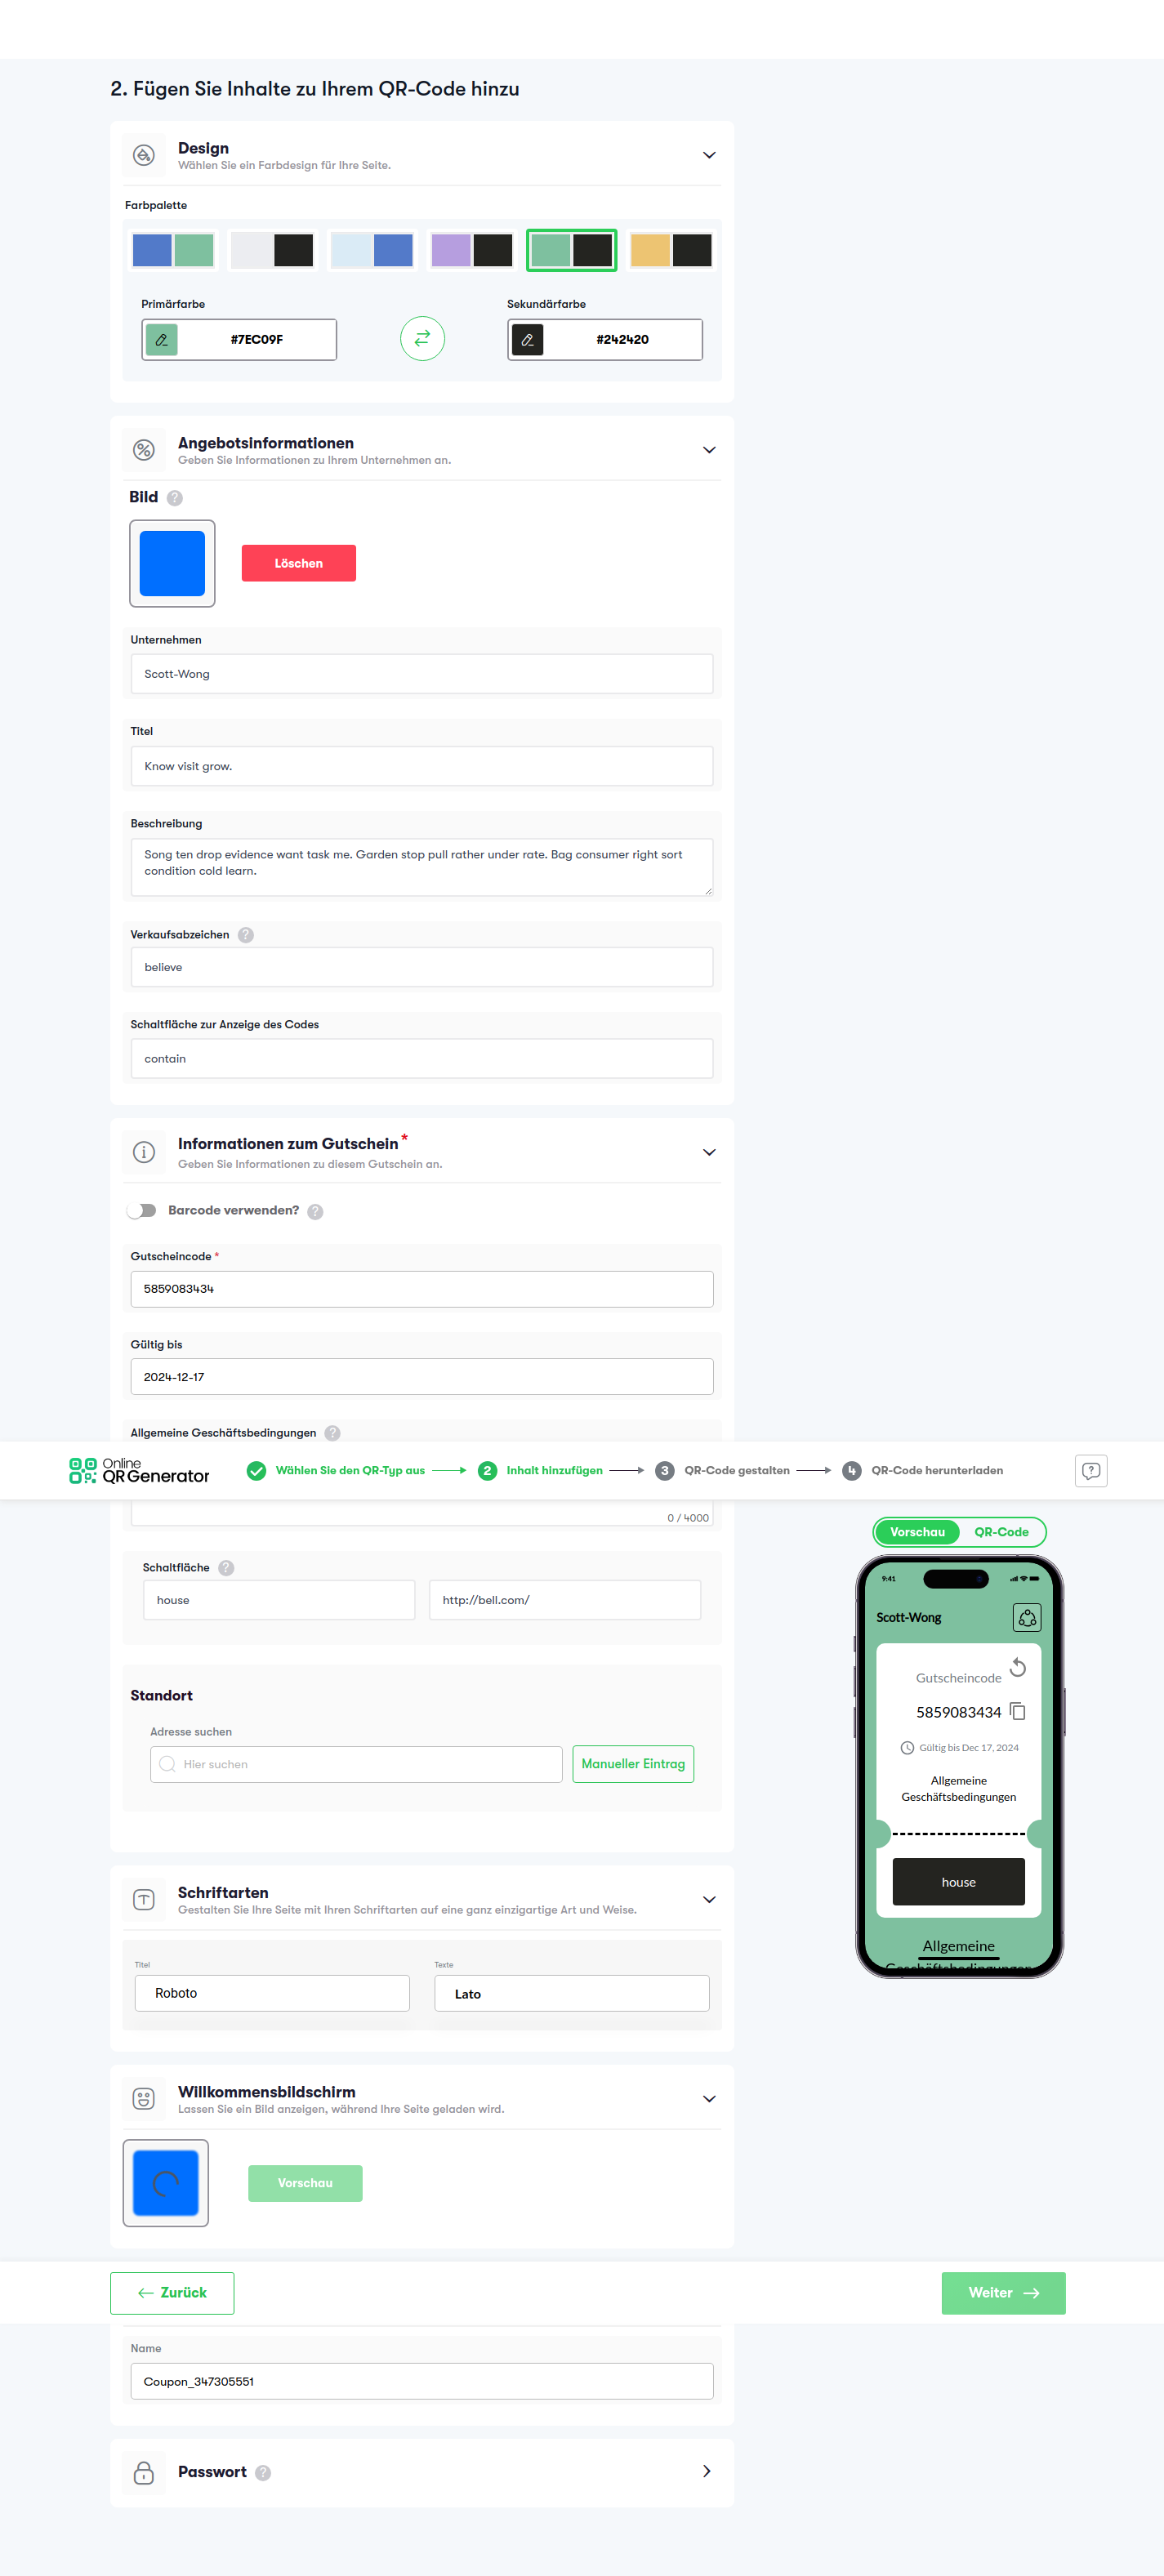 2. Fügen Sie Inhalte zu Ihrem QR-Code hinzu
Design
Wählen Sie ein Farbdesign für Ihre Seite.
Farbpalette
Primärfarbe
Sekundärfarbe
#7EC09F
#242420
Angebotsinformationen
Geben Sie Informationen zu Ihrem Unternehmen an.
Bild ?
Löschen
Unternehmen
Scott-Wong
Titel
Know visit grow.
Beschreibung
Song ten drop evidence want task me. Garden stop pull rather under rate. Bag consumer right sort
condition cold learn.
Verkaufsabzeichen ?
believe
Schaltfläche zur Anzeige des Codes
contain
Informationen zum Gutschein *
Geben Sie Informationen zu diesem Gutschein an.
Barcode verwenden? ?
Gutscheincode *
5859083434
Gültig bis
2024-12-17
Allgemeine Geschäftsbedingungen ?
Online
QR Generator
Wählen Sie den QR-Typ aus
2 Inhalt hinzufügen
3 QR-Code gestalten
4 QR-Code herunterladen
?
0 / 4000
Schaltfläche ?
house
http://bell.com/
Standort
Adresse suchen
Hier suchen
Manueller Eintrag
Schriftarten
Gestalten Sie Ihre Seite mit Ihren Schriftarten auf eine ganz einzigartige Art und Weise.
Titel
Texte
Roboto
Lato
Willkommensbildschirm
Lassen Sie ein Bild anzeigen, während Ihre Seite geladen wird.
Vorschau
Vorschau
QR-Code
9:41
Scott-Wong
Gutscheincode
5859083434
Gültig bis Dec 17, 2024
Allgemeine
Geschäftsbedingungen
house
Allgemeine
Geschäftsbedingungen
Zurück
Weiter
Name
Coupon_347305551
Passwort ?